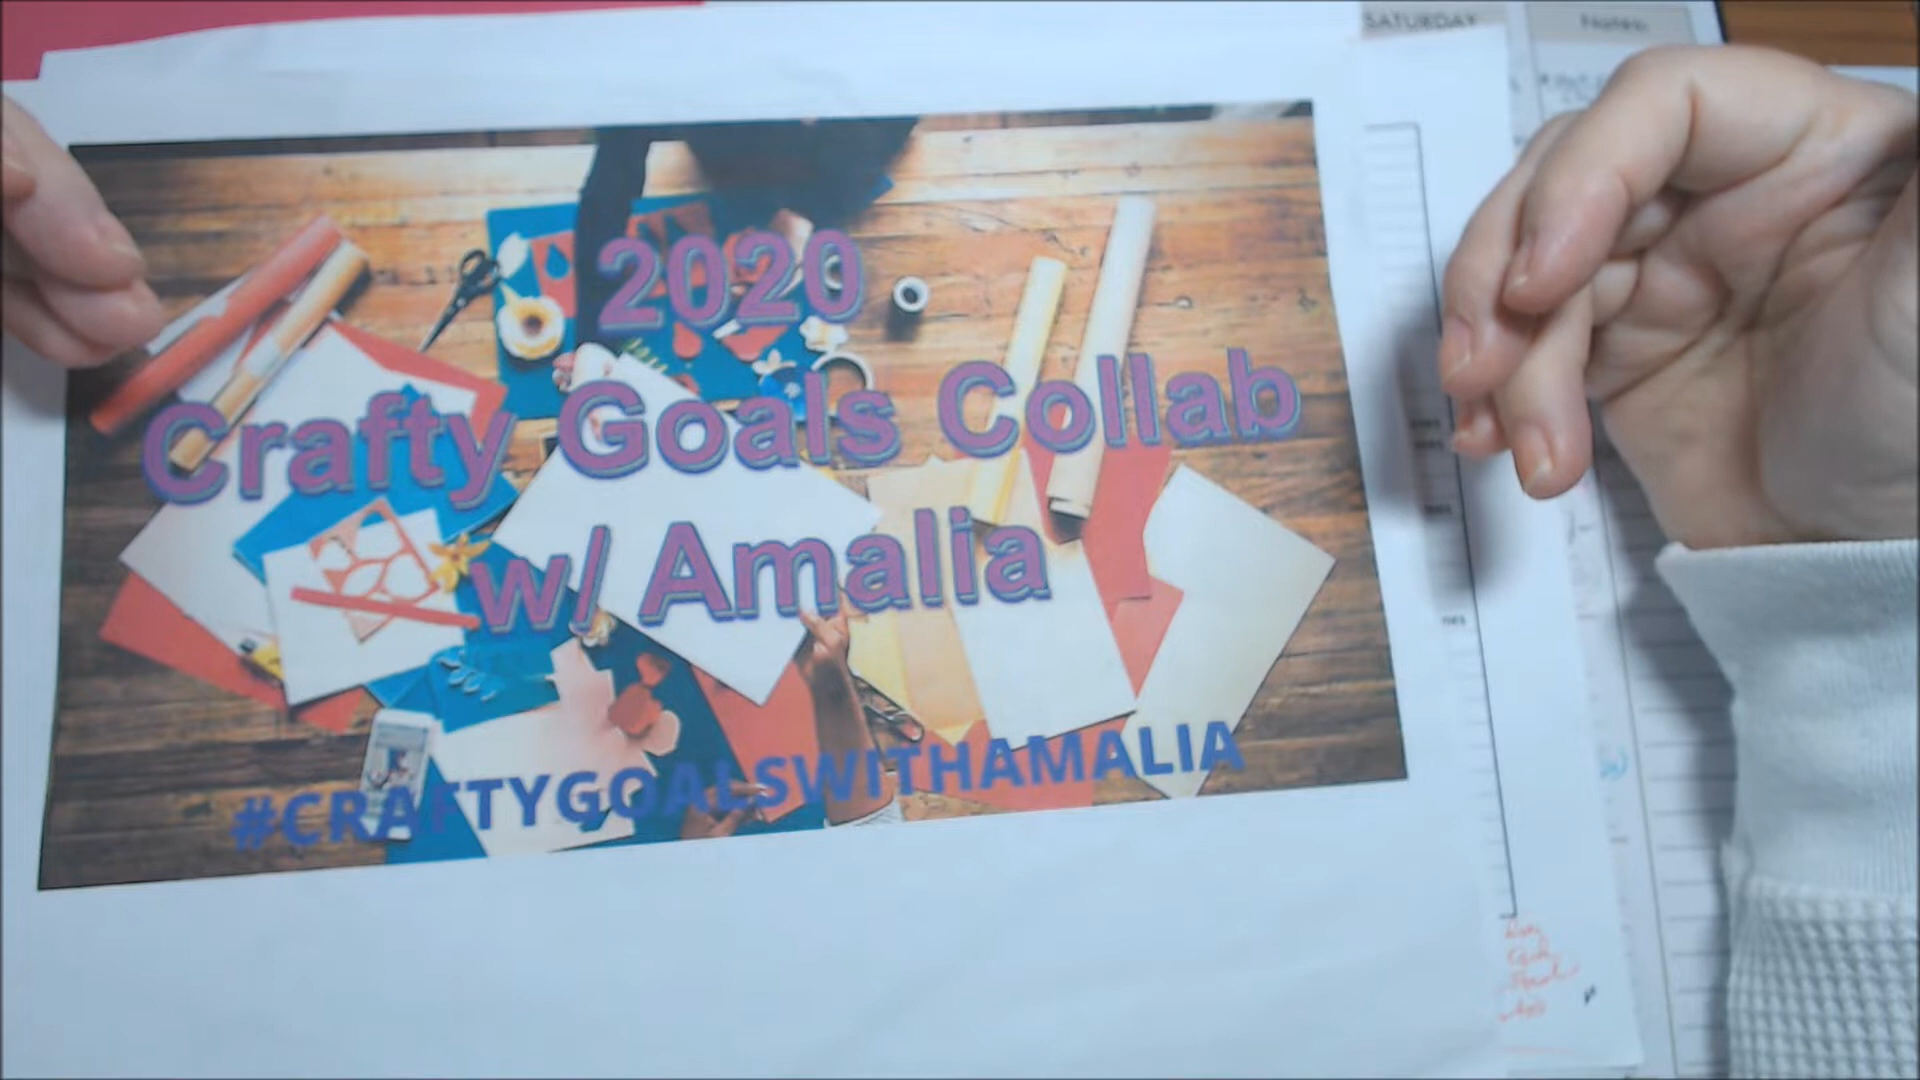 SATURDAY
Notes:
2020
Crafty Goals Collab
w/ Amalia
#CRAFTYGOALSWITHAMALIA